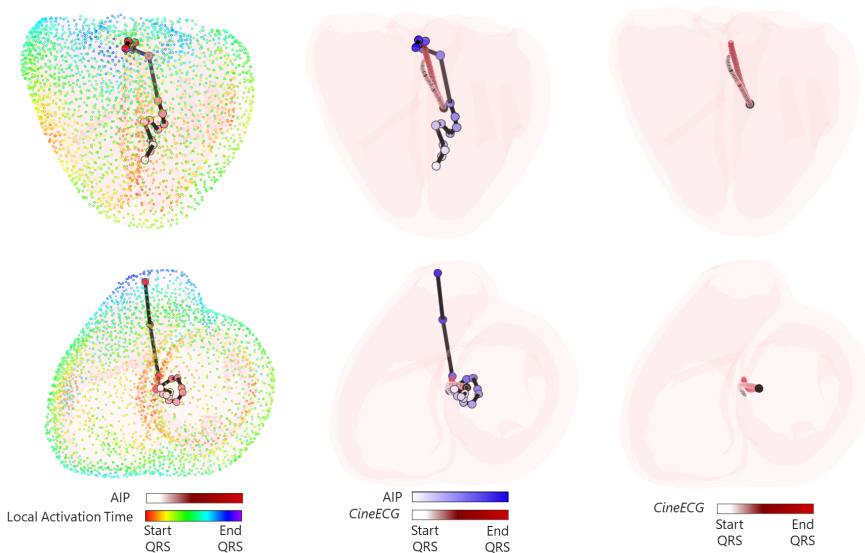 AIP
Local Activation Time
Start
QRS
End
QRS
AIP
CineECG
Start
QRS
End
QRS
CineECG
Start
QRS
End
QRS